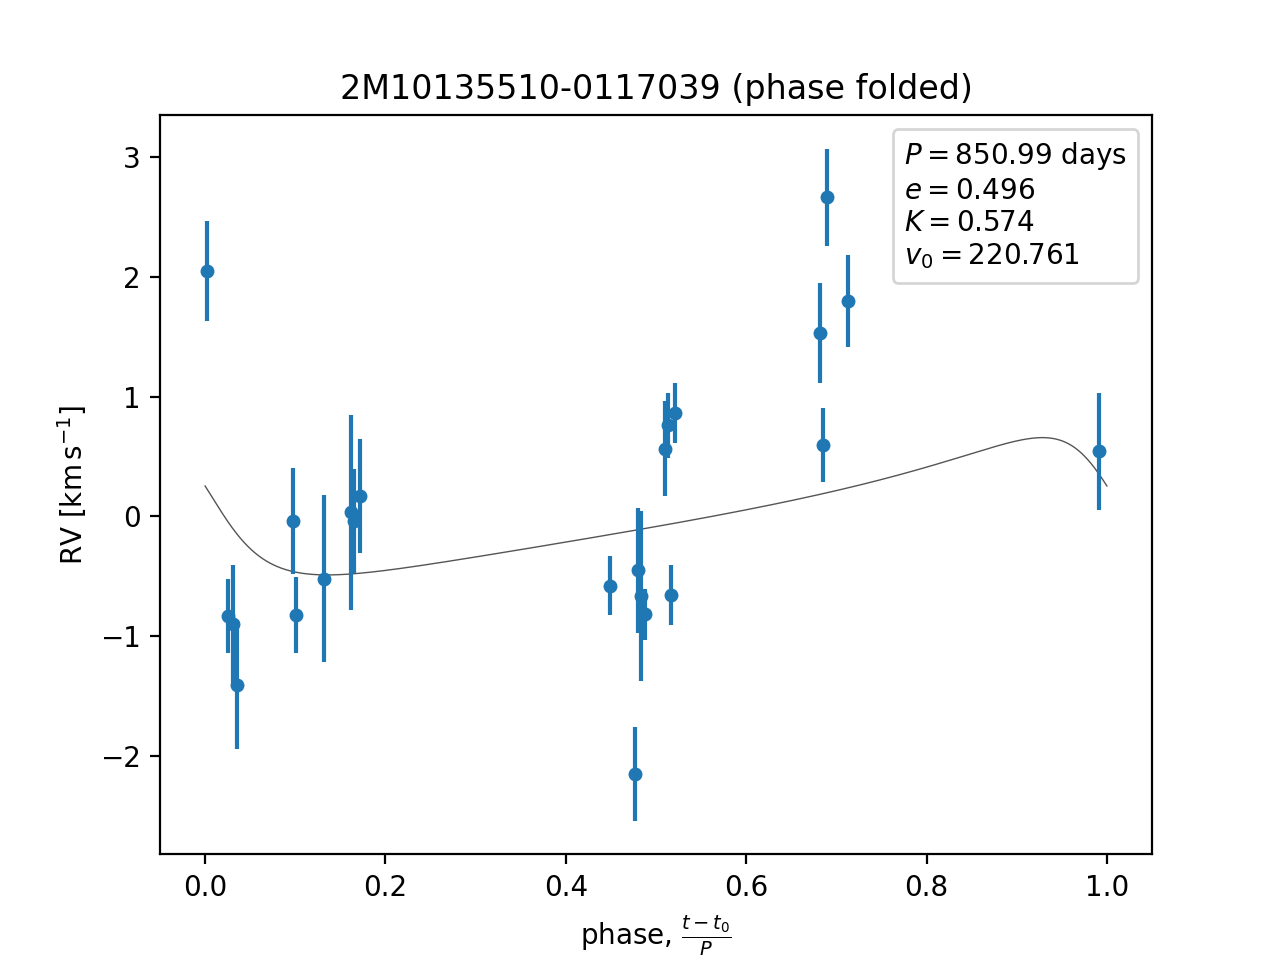 2M10135510-0117039 (phase folded)
P = 850.99 days
e = 0.496
K = 0.574
v₀ = 220.761
3
2
1
0
−1
−2
RV [km s⁻¹]
0.0 0.2 0.4 0.6 0.8 1.0
phase, (t − t₀)/P